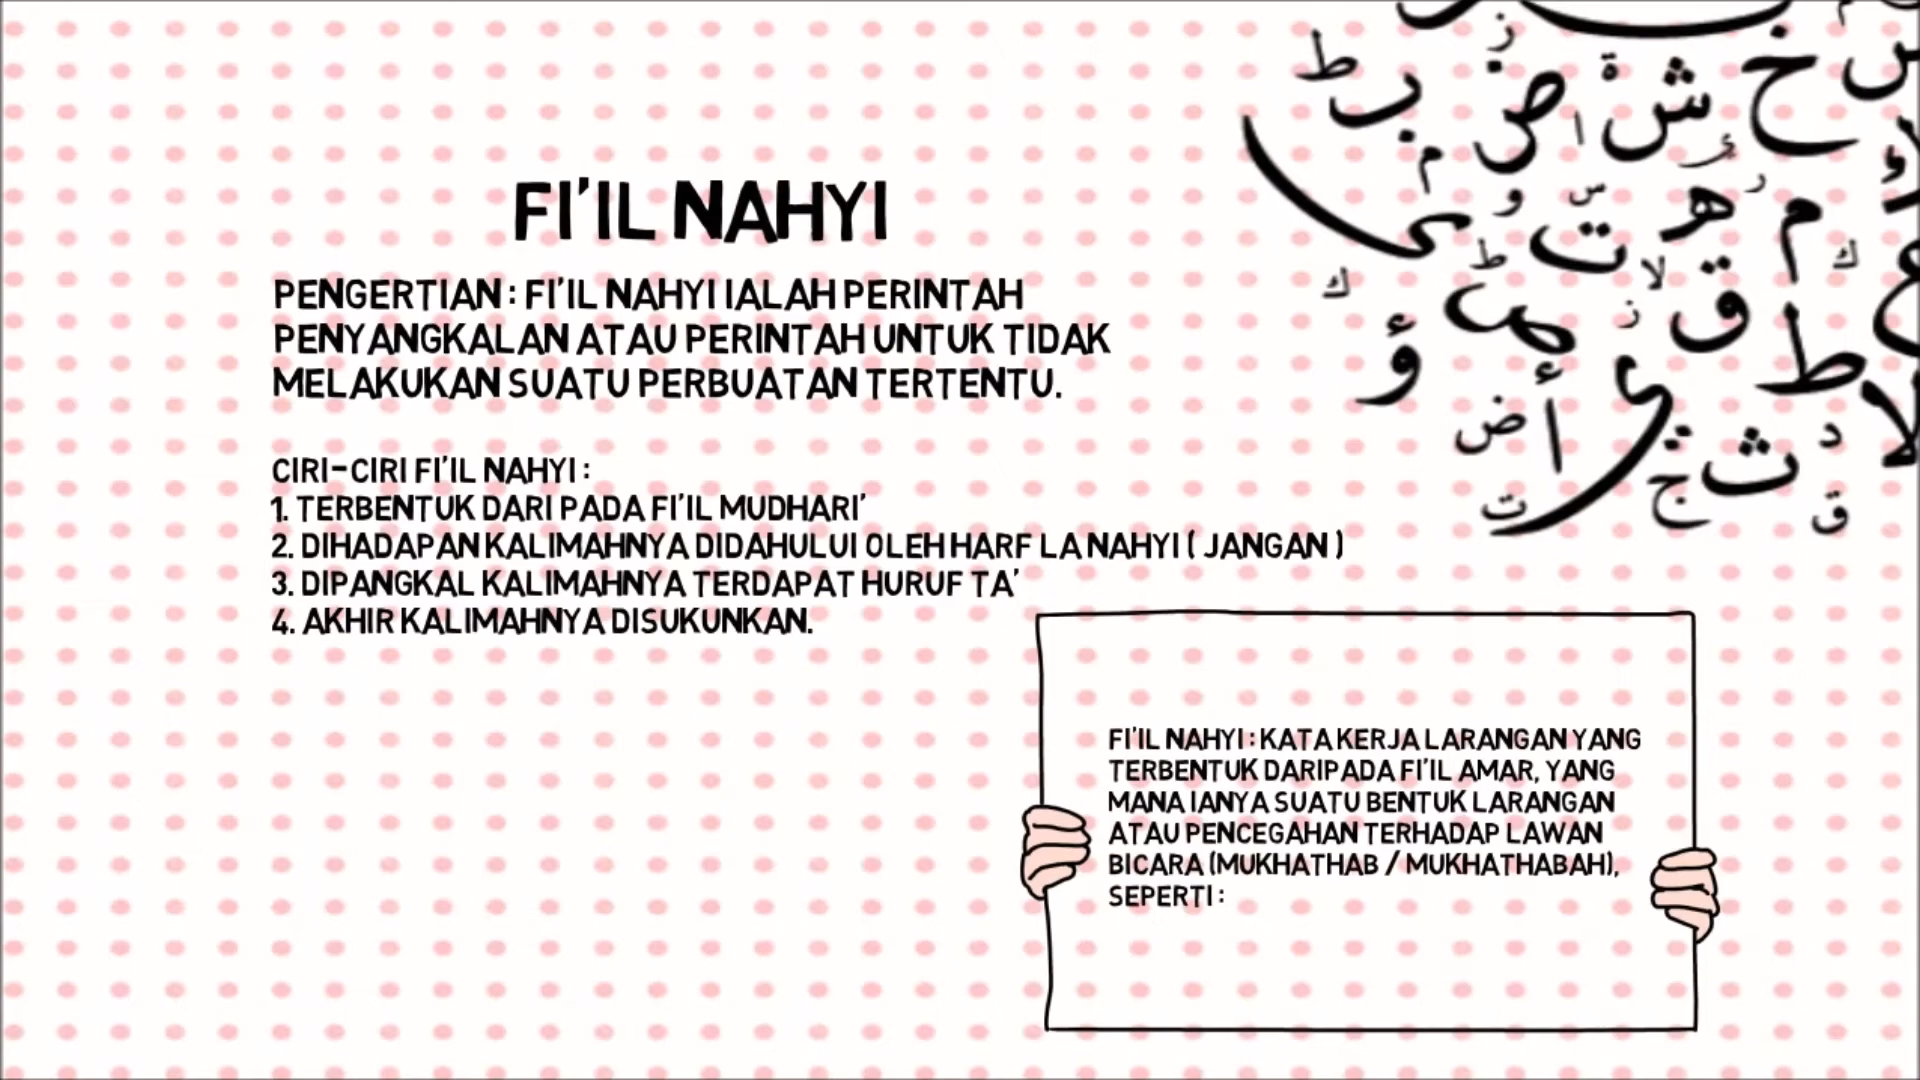 FI'IL NAHYI
PENGERTIAN : FI'IL NAHYI IALAH PERINTAH
PENYANGKALAN ATAU PERINTAH UNTUK TIDAK
MELAKUKAN SUATU PERBUATAN TERTENTU.
CIRI-CIRI FI'IL NAHYI :
1. TERBENTUK DARI PADA FI'IL MUDHARI'
2. DIHADAPAN KALIMAHNYA DIDAHULUI OLEH HARF LA NAHYI ( JANGAN )
3. DIPANGKAL KALIMAHNYA TERDAPAT HURUF TA'
4. AKHIR KALIMAHNYA DISUKUNKAN.
FI'IL NAHYI : KATA KERJA LARANGAN YANG
TERBENTUK DARIPADA FI'IL AMAR, YANG
MANA IANYA SUATU BENTUK LARANGAN
ATAU PENCEGAHAN TERHADAP LAWAN
BICARA (MUKHATHAB / MUKHATHABAH),
SEPERTI :